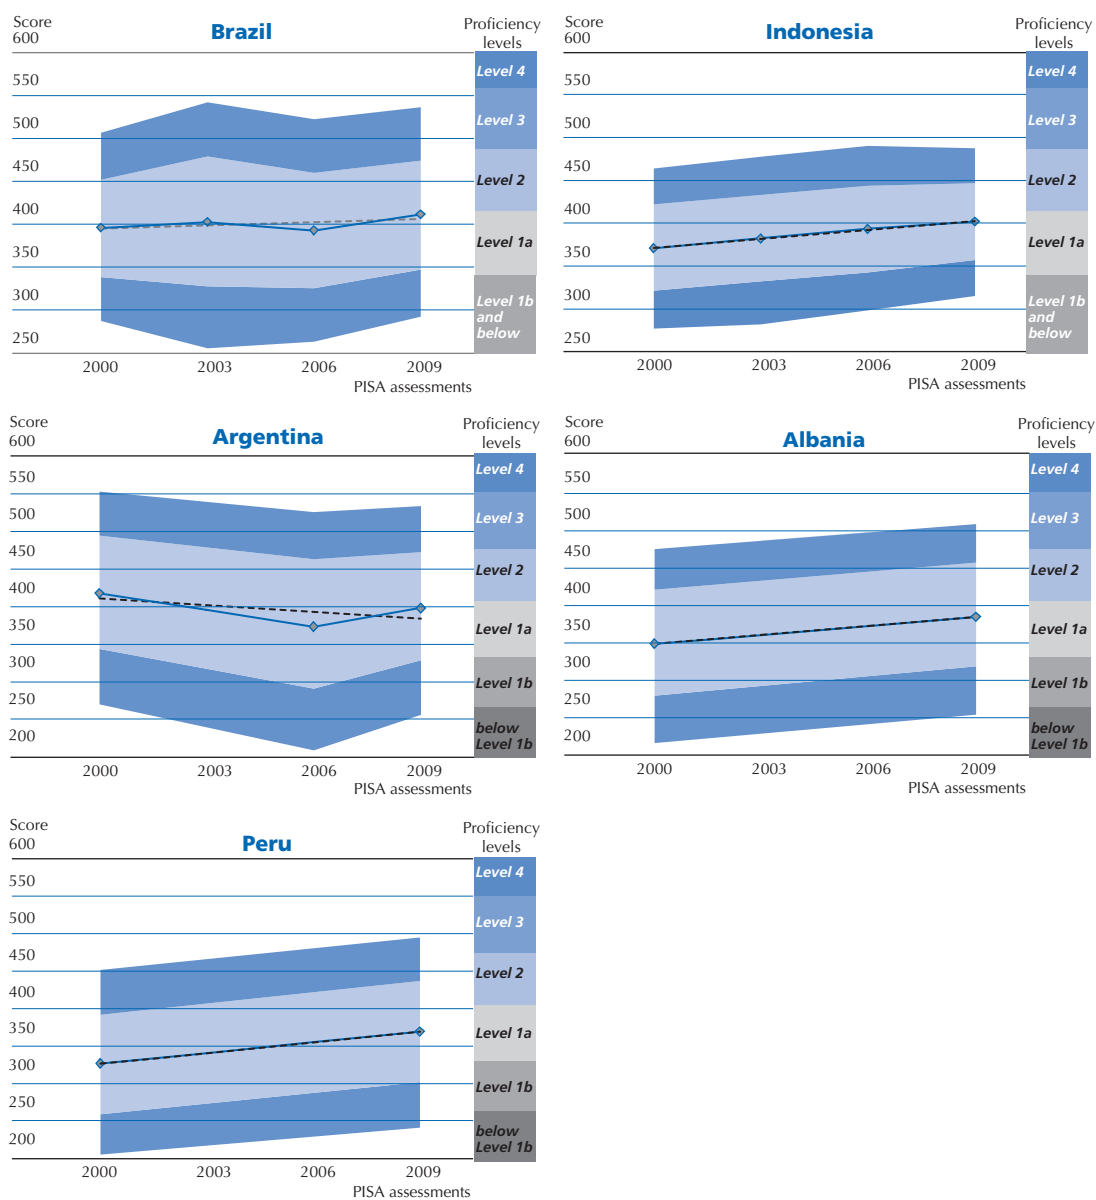 Score
600
Brazil
Proficiency
levels
550
500
450
400
350
300
250
Level 4
Level 3
Level 2
Level 1a
Level 1b
and
below
2000 2003 2006 2009
PISA assessments
Score
600
Indonesia
Proficiency
levels
550
500
450
400
350
300
250
Level 4
Level 3
Level 2
Level 1a
Level 1b
and
below
2000 2003 2006 2009
PISA assessments
Score
600
Argentina
Proficiency
levels
550
500
450
400
350
300
250
200
Level 4
Level 3
Level 2
Level 1a
Level 1b
below
Level 1b
2000 2003 2006 2009
PISA assessments
Score
600
Albania
Proficiency
levels
550
500
450
400
350
300
250
200
Level 4
Level 3
Level 2
Level 1a
Level 1b
below
Level 1b
2000 2003 2006 2009
PISA assessments
Score
600
Peru
Proficiency
levels
550
500
450
400
350
300
250
200
Level 4
Level 3
Level 2
Level 1a
Level 1b
below
Level 1b
2000 2003 2006 2009
PISA assessments